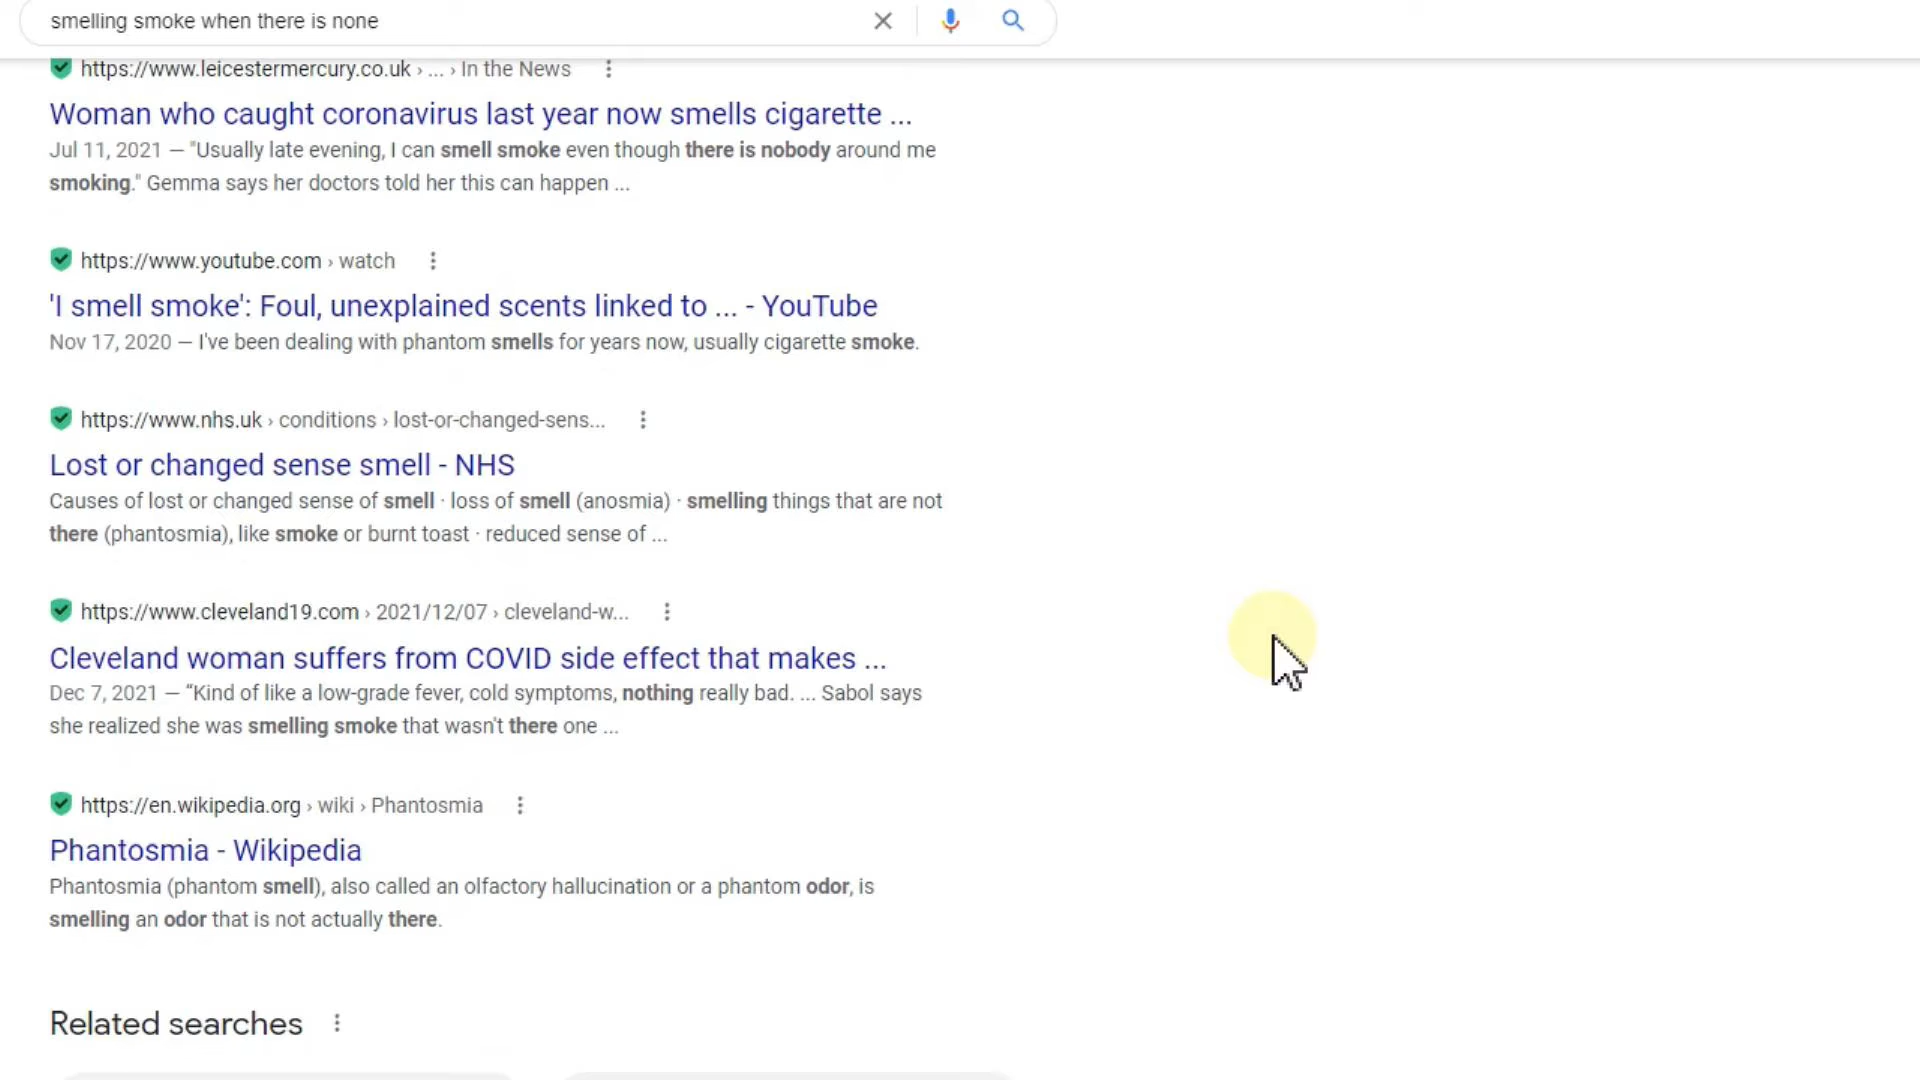 smelling smoke when there is none
https://www.leicestermercury.co.uk › ... › In the News
Woman who caught coronavirus last year now smells cigarette ...
Jul 11, 2021 — "Usually late evening, I can smell smoke even though there is nobody around me
smoking." Gemma says her doctors told her this can happen ...
https://www.youtube.com › watch
'I smell smoke': Foul, unexplained scents linked to ... - YouTube
Nov 17, 2020 — I've been dealing with phantom smells for years now, usually cigarette smoke.
https://www.nhs.uk › conditions › lost-or-changed-sens...
Lost or changed sense smell - NHS
Causes of lost or changed sense of smell · loss of smell (anosmia) · smelling things that are not
there (phantosmia), like smoke or burnt toast · reduced sense of ...
https://www.cleveland19.com › 2021/12/07 › cleveland-w...
Cleveland woman suffers from COVID side effect that makes ...
Dec 7, 2021 — “Kind of like a low-grade fever, cold symptoms, nothing really bad. ... Sabol says
she realized she was smelling smoke that wasn't there one ...
https://en.wikipedia.org › wiki › Phantosmia
Phantosmia - Wikipedia
Phantosmia (phantom smell), also called an olfactory hallucination or a phantom odor, is
smelling an odor that is not actually there.
Related searches